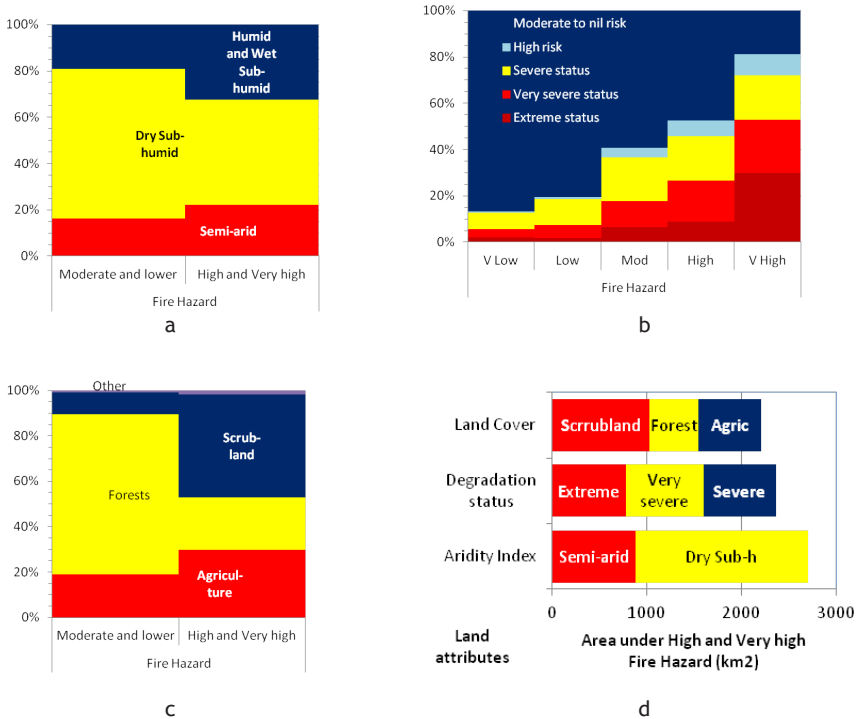 100%
80%
60%
40%
20%
0%
Humid
and Wet
Sub-
humid
Dry Sub-
humid
Semi-arid
Moderate and lower
High and Very high
Fire Hazard
a
100%
80%
60%
40%
20%
0%
Moderate to nil risk
High risk
Severe status
Very severe status
Extreme status
V Low
Low
Mod
High
V High
Fire Hazard
b
100%
80%
60%
40%
20%
0%
Other
Scrub-
land
Forests
Agricul-
ture
Moderate and lower
High and Very high
Fire Hazard
c
Land Cover
Scrrubland
Forest
Agric
Degradation
status
Extreme
Very
severe
Severe
Aridity Index
Semi-arid
Dry Sub-h
0
1000
2000
3000
Land
attributes
Area under High and Very high
Fire Hazard (km2)
d